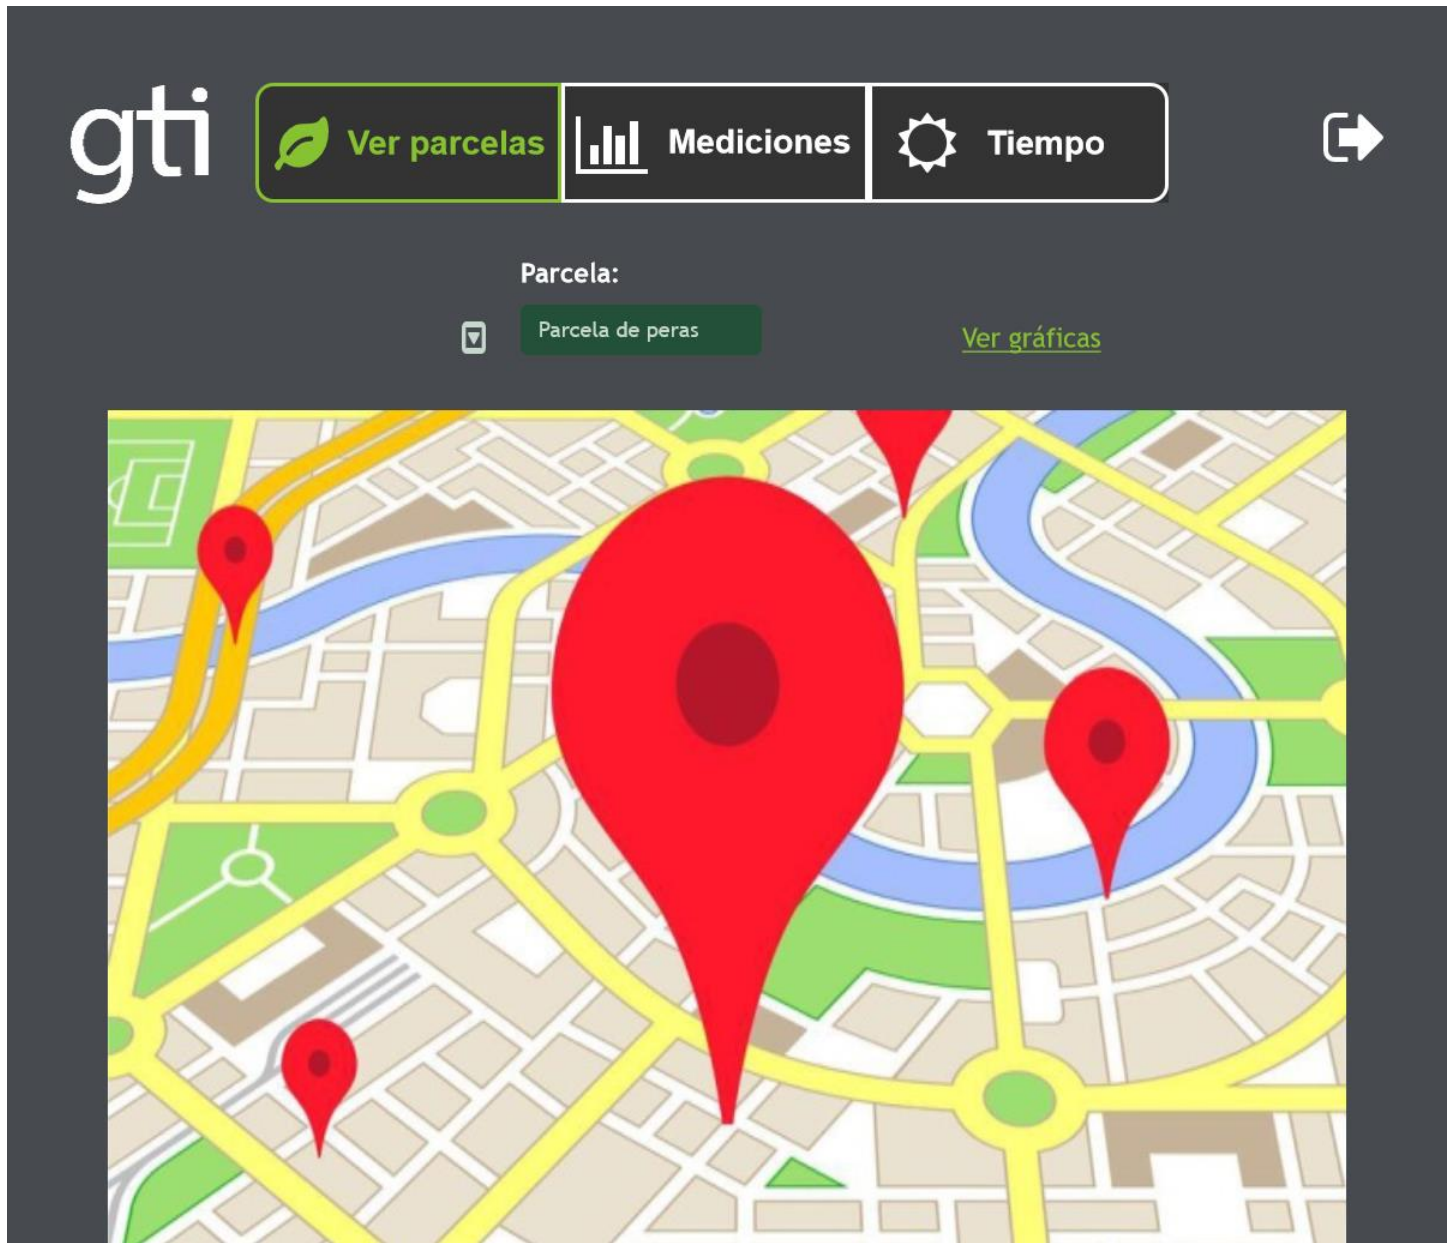 gti
Ver parcelas
Mediciones
Tiempo
Parcela:
Parcela de peras
Ver gráficas